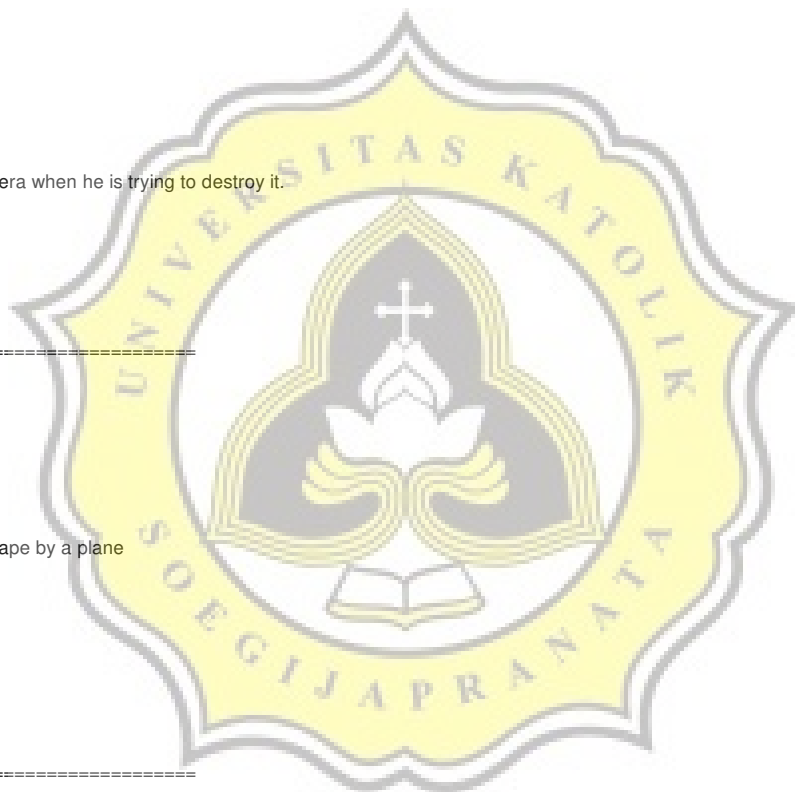 era when he is trying to destroy it.
UNIVERSITAS KATOLIK
==================
ape by a plane
SOEGIJAPRANATA
==================